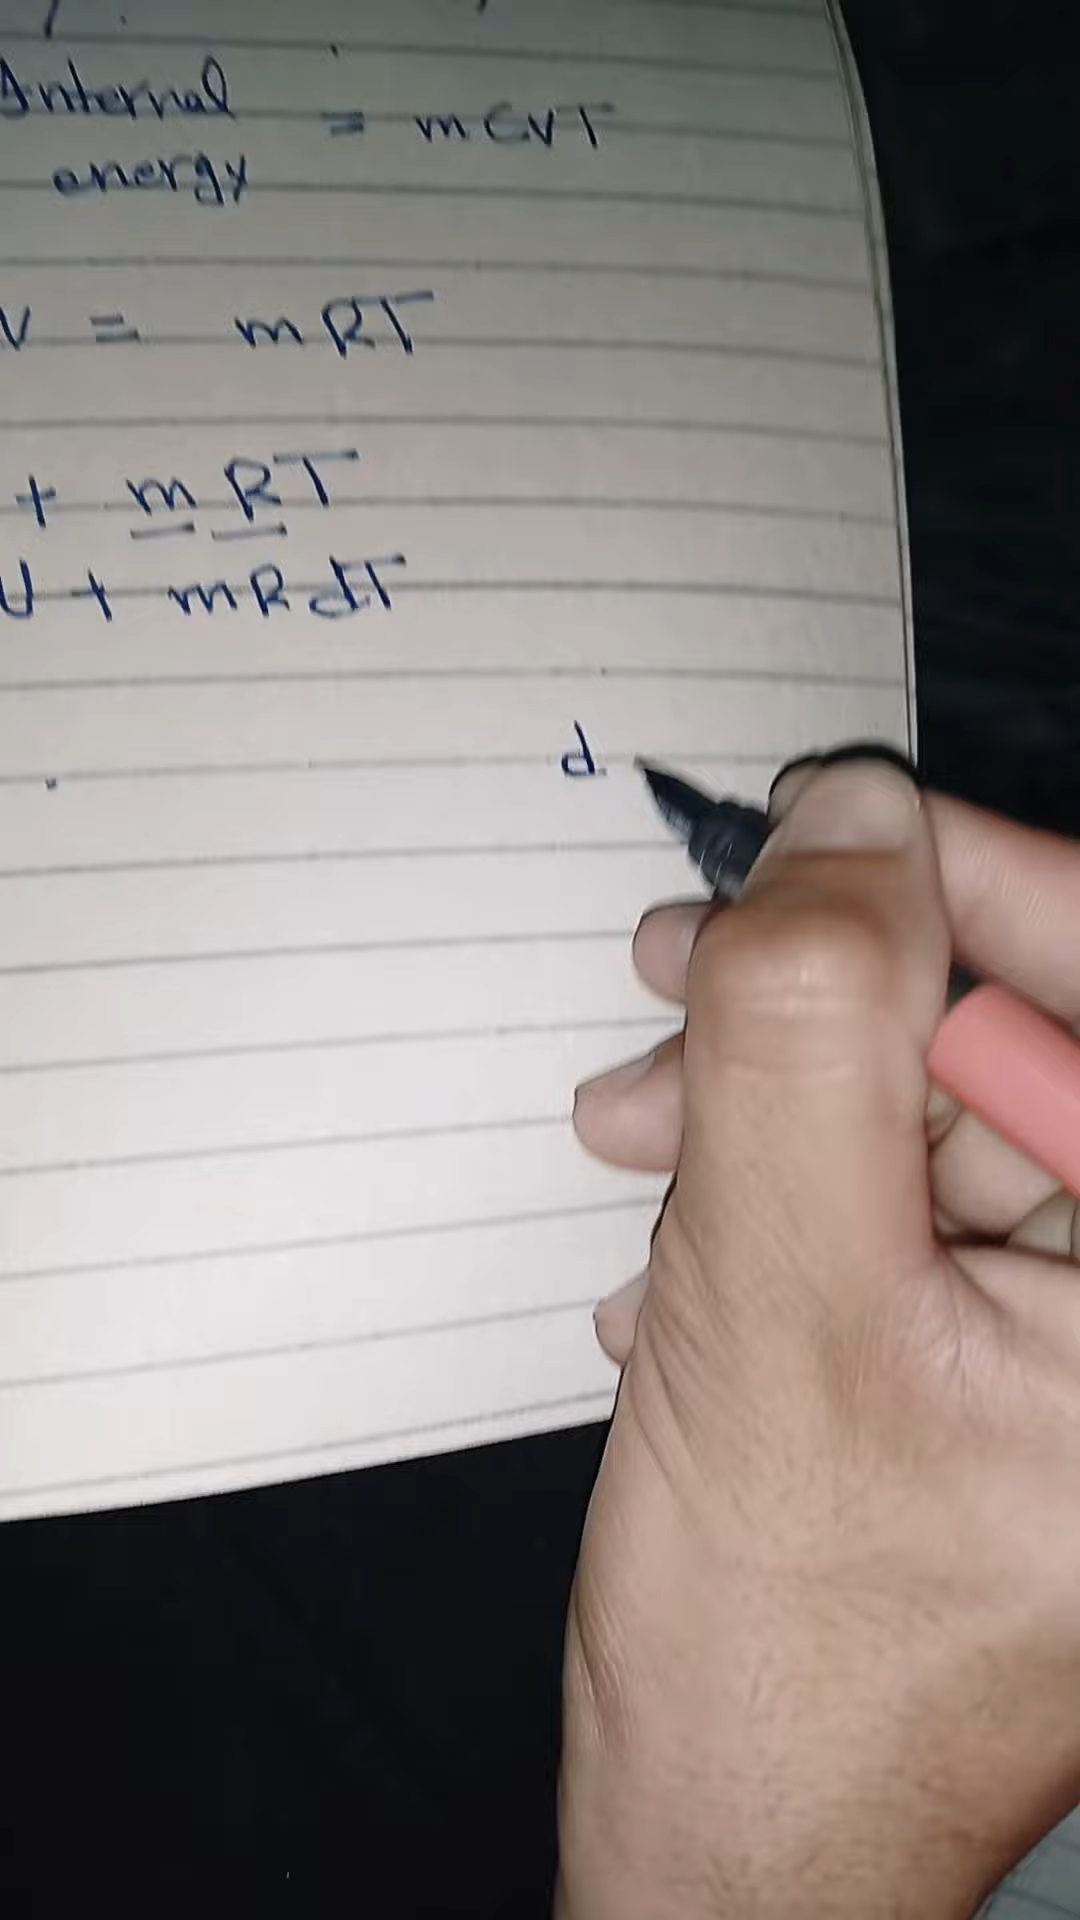 Internal
energy = mCVT
V = mRT
+ mRT
U + mRdT
d